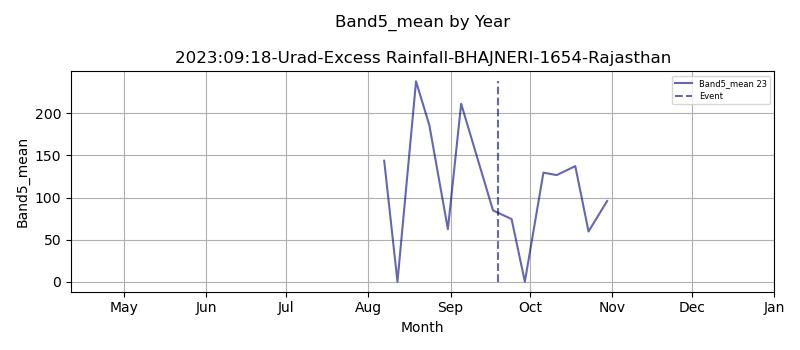 Band5_mean by Year
2023:09:18-Urad-Excess Rainfall-BHAJNERI-1654-Rajasthan
Band5_mean 23
Event
200
150
100
50
0
Band5_mean
May Jun Jul Aug Sep Oct Nov Dec Jan
Month